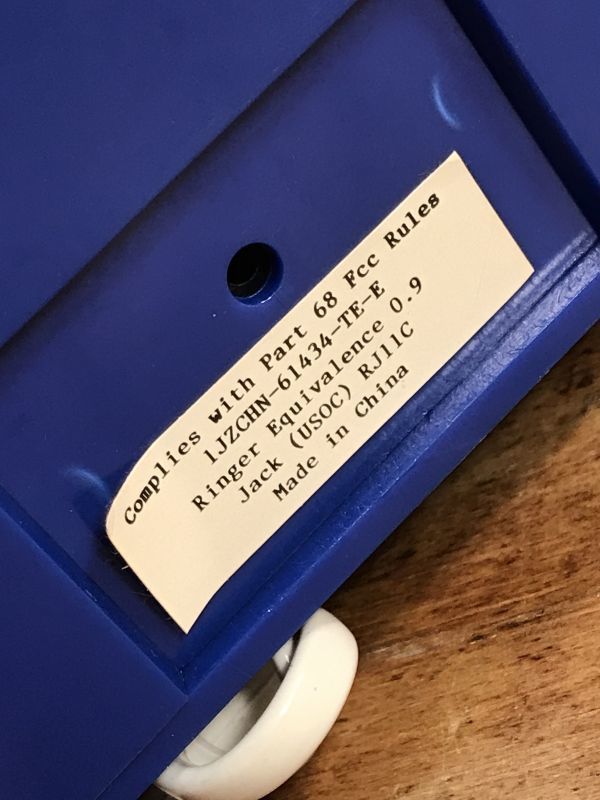 Complies with Part 68 Fcc Rules
1JZCHN-61434-TE-E
Ringer Equivalence 0.9
Jack (USOC) RJ11C
Made in China